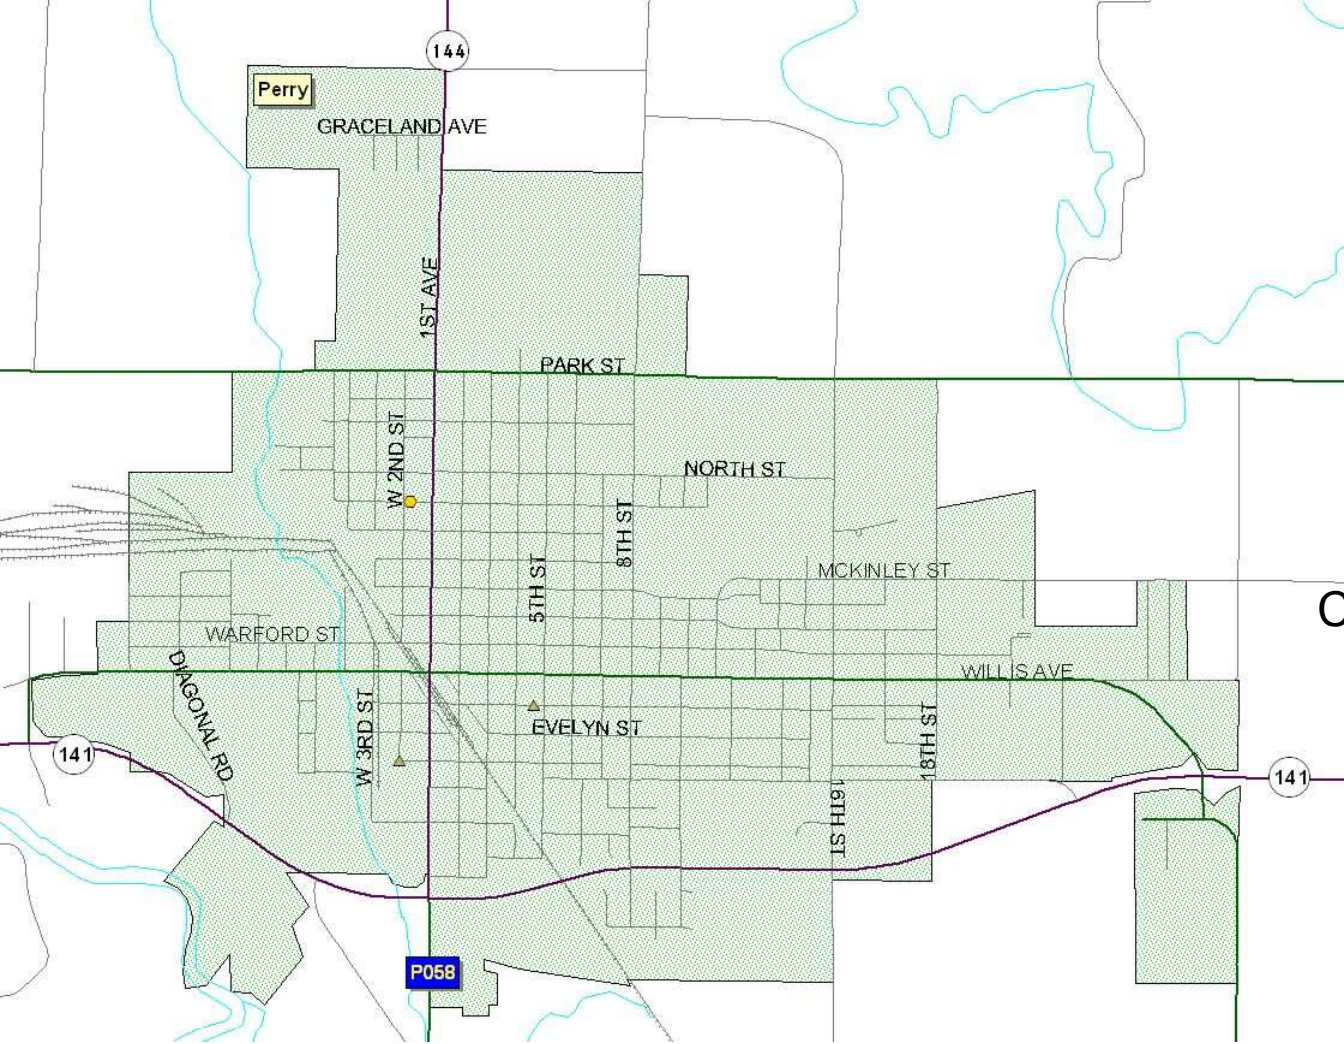 144
Perry
GRACELAND AVE
1ST AVE
PARK ST
W 2ND ST
NORTH ST
8TH ST
5TH ST
MCKINLEY ST
WARFORD ST
DIAGONAL RD
WILLIS AVE
W 3RD ST
EVELYN ST
18TH ST
141
141
16TH ST
P058